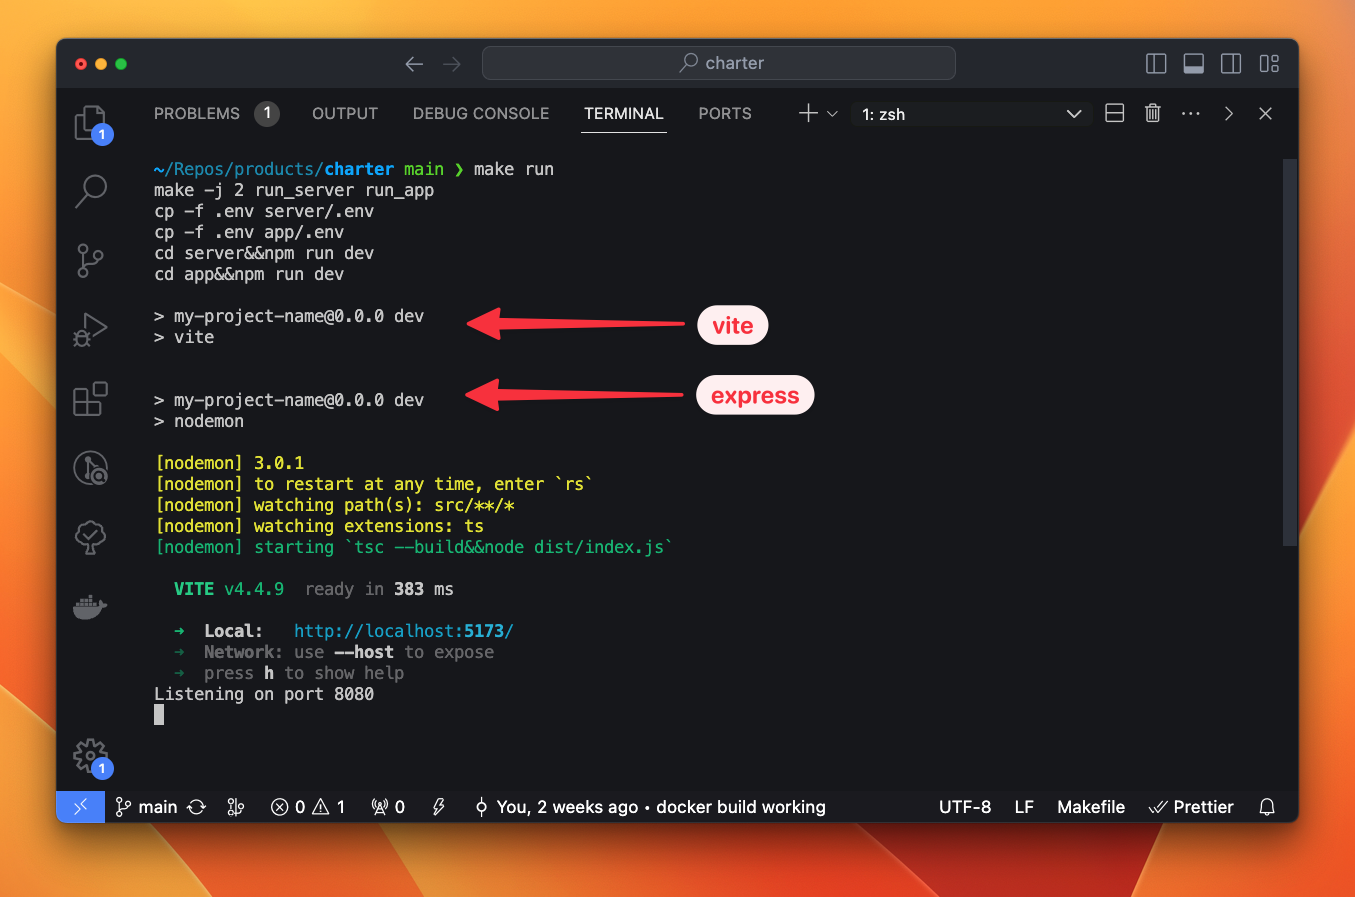 charter
PROBLEMS 1 OUTPUT DEBUG CONSOLE TERMINAL PORTS 1: zsh
1
~/Repos/products/charter main ❯ make run
make -j 2 run_server run_app
cp -f .env server/.env
cp -f .env app/.env
cd server&&npm run dev
cd app&&npm run dev
> my-project-name@0.0.0 dev
> vite
vite
> my-project-name@0.0.0 dev
> nodemon
express
[nodemon] 3.0.1
[nodemon] to restart at any time, enter `rs`
[nodemon] watching path(s): src/**/*
[nodemon] watching extensions: ts
[nodemon] starting `tsc --build&&node dist/index.js`
VITE v4.4.9 ready in 383 ms
➜ Local: http://localhost:5173/
➜ Network: use --host to expose
➜ press h to show help
Listening on port 8080
1
main 0 1 0 You, 2 weeks ago • docker build working UTF-8 LF Makefile Prettier